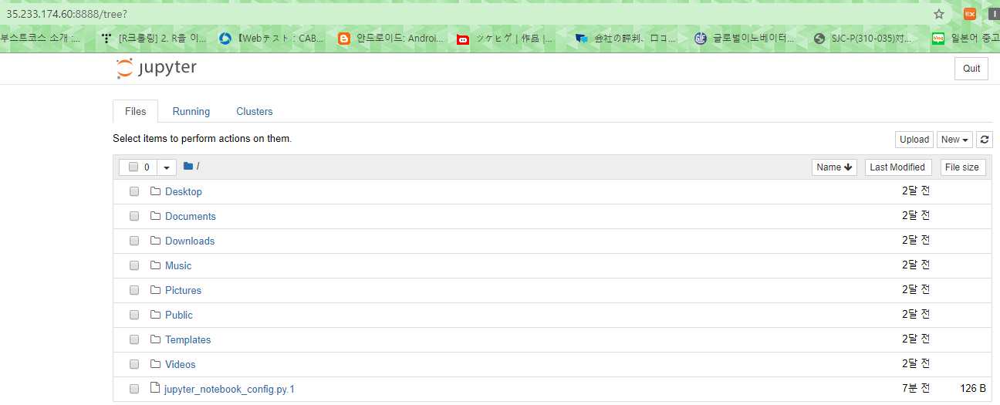 35.233.174.60:8888/tree?
부스트코스 소개 :... [R크롤링] 2. R을 이... 【Webテスト：CAB... 안드로이드: Androi... ツケヒゲ | 作品 |... 会社の評判、口コ... 글로벌이노베이터... SJC-P(310-035)対... 일본어 중고
jupyter Quit
Files Running Clusters
Select items to perform actions on them. Upload New
0 / Name Last Modified File size
Desktop 2달 전
Documents 2달 전
Downloads 2달 전
Music 2달 전
Pictures 2달 전
Public 2달 전
Templates 2달 전
Videos 2달 전
jupyter_notebook_config.py.1 7분 전 126 B